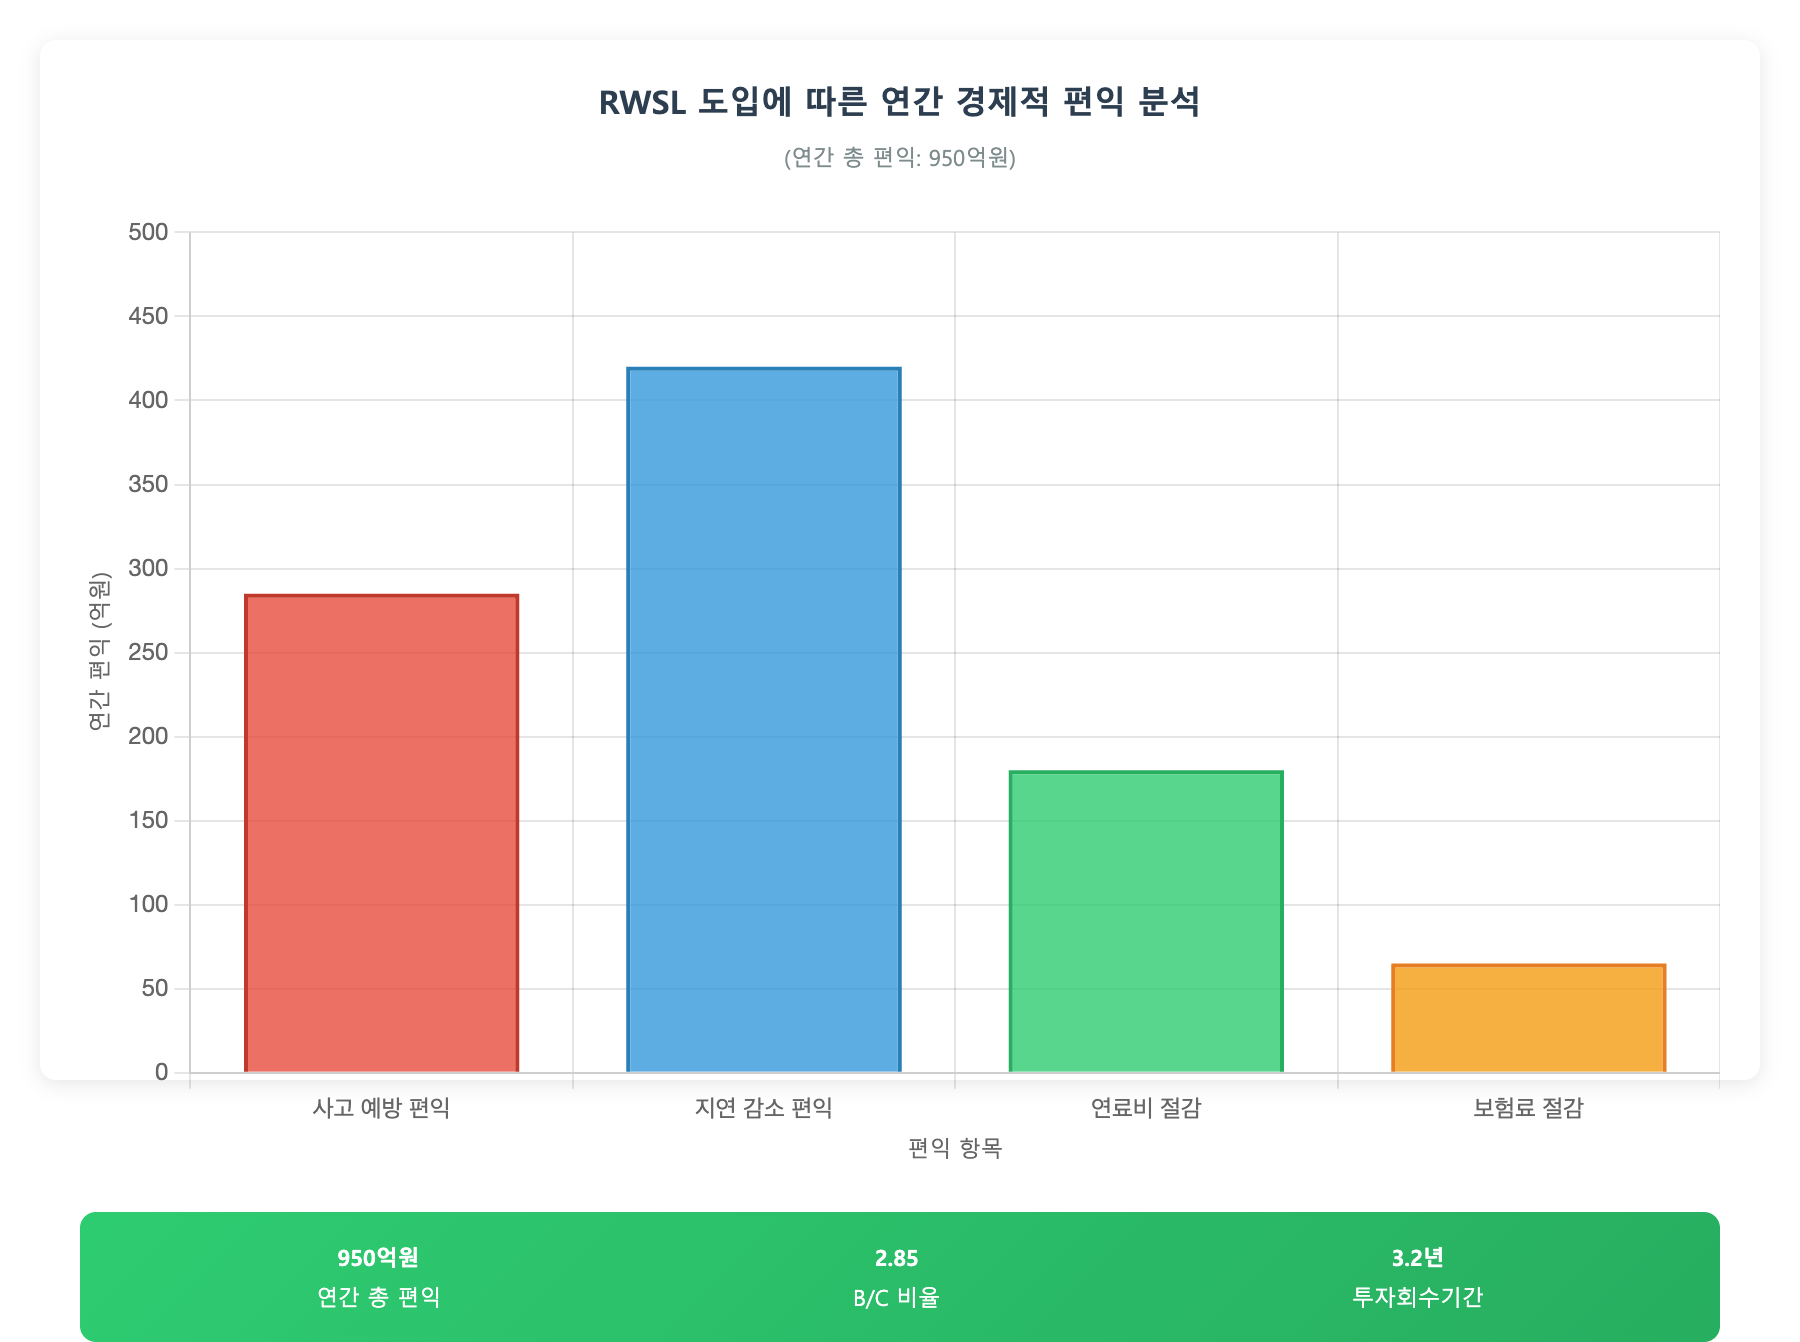 RWSL 도입에 따른 연간 경제적 편익 분석
(연간 총 편익: 950억원)
500
450
400
350
300
250
200
150
100
50
0
연간 편익 (억원)
사고 예방 편익
지연 감소 편익
연료비 절감
보험료 절감
편익 항목
950억원
연간 총 편익
2.85
B/C 비율
3.2년
투자회수기간